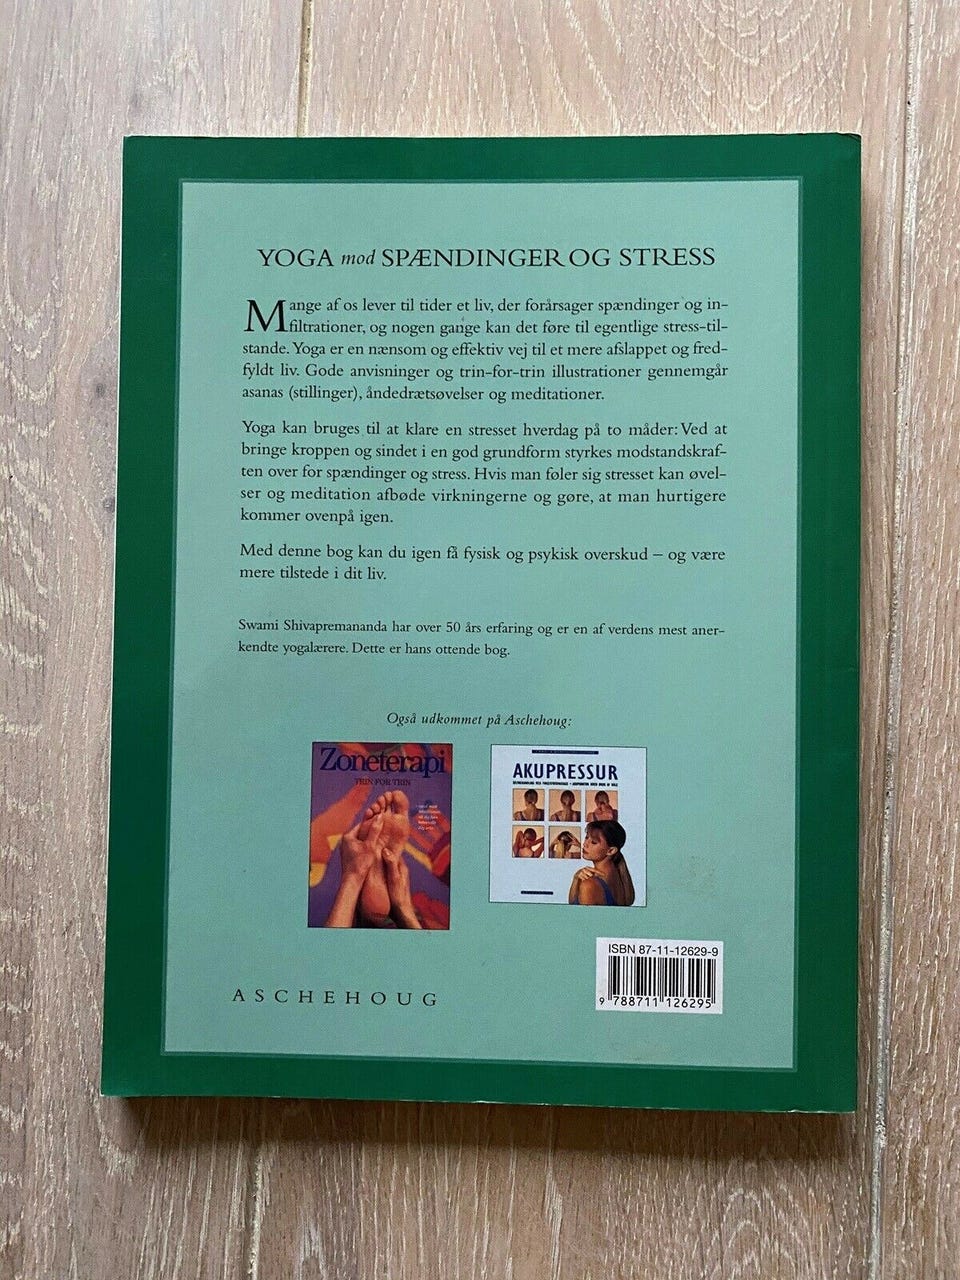 YOGA mod SPÆNDINGER OG STRESS
Mange af os lever til tider et liv, der forårsager spændinger og in-
filtrationer, og nogen gange kan det føre til egentlige stress-til-
stande. Yoga er en nænsom og effektiv vej til et mere afslappet og fred-
fyldt liv. Gode anvisninger og trin-for-trin illustrationer gennemgår
asanas (stillinger), åndedrætsøvelser og meditationer.
Yoga kan bruges til at klare en stresset hverdag på to måder: Ved at
bringe kroppen og sindet i en god grundform styrkes modstandskraf-
ten over for spændinger og stress. Hvis man føler sig stresset kan øvel-
ser og meditation afbøde virkningerne og gøre, at man hurtigere
kommer ovenpå igen.
Med denne bog kan du igen få fysisk og psykisk overskud – og være
mere tilstede i dit liv.
Swami Shivapremananda har over 50 års erfaring og er en af verdens mest aner-
kendte yogalærere. Dette er hans ottende bog.
Også udkommet på Aschehoug:
Zoneterapi
TRIN FOR TRIN
AKUPRESSUR
ISBN 87-11-12629-9
9 788711 126295
ASCHEHOUG